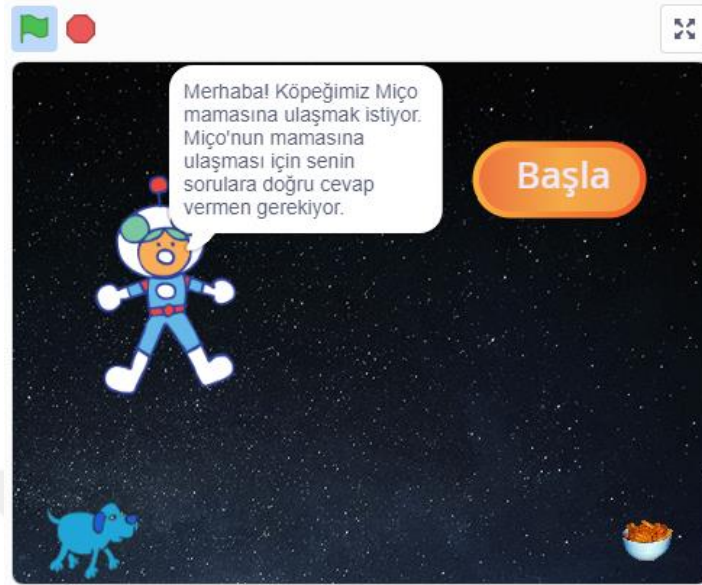 Merhaba! Köpeğimiz Miço
mamasına ulaşmak istiyor.
Miço'nun mamasına
ulaşması için senin
sorulara doğru cevap
vermen gerekiyor.
Başla